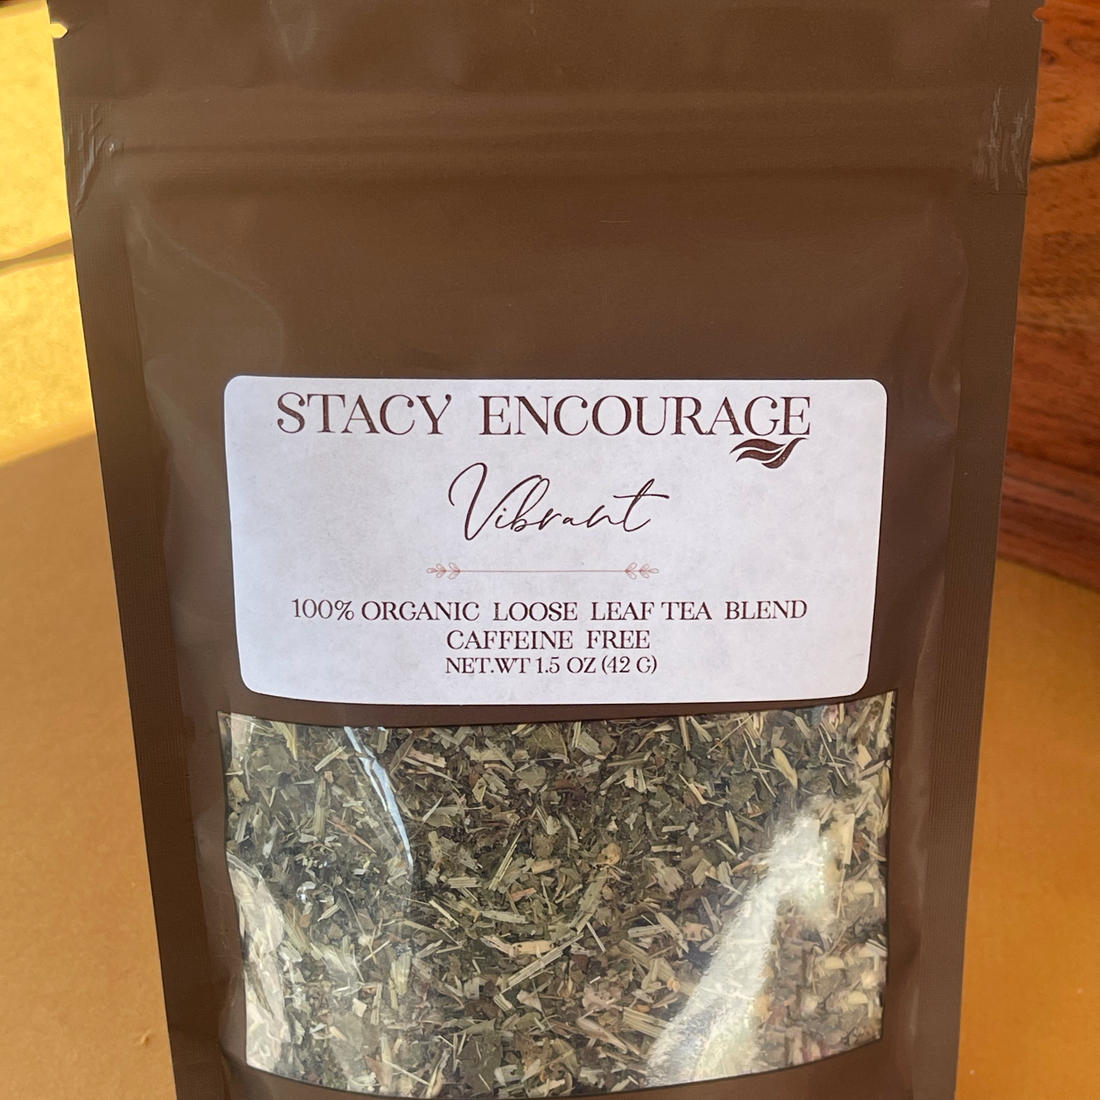 STACY ENCOURAGE
Vibrant
100% ORGANIC LOOSE LEAF TEA BLEND
CAFFEINE FREE
NET.WT 1.5 OZ (42 G)